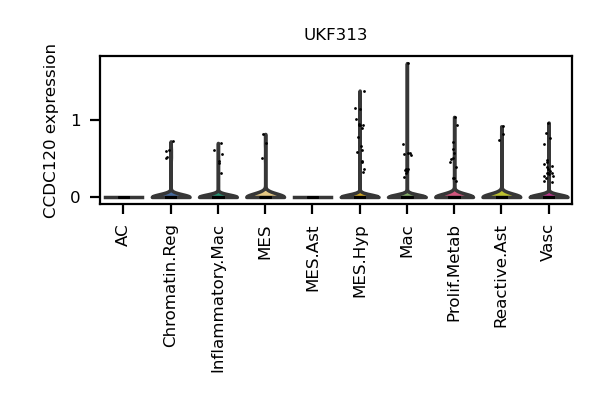 UKF313
CCDC120 expression
1
0
AC
Chromatin.Reg
Inflammatory.Mac
MES
MES.Ast
MES.Hyp
Mac
Prolif.Metab
Reactive.Ast
Vasc